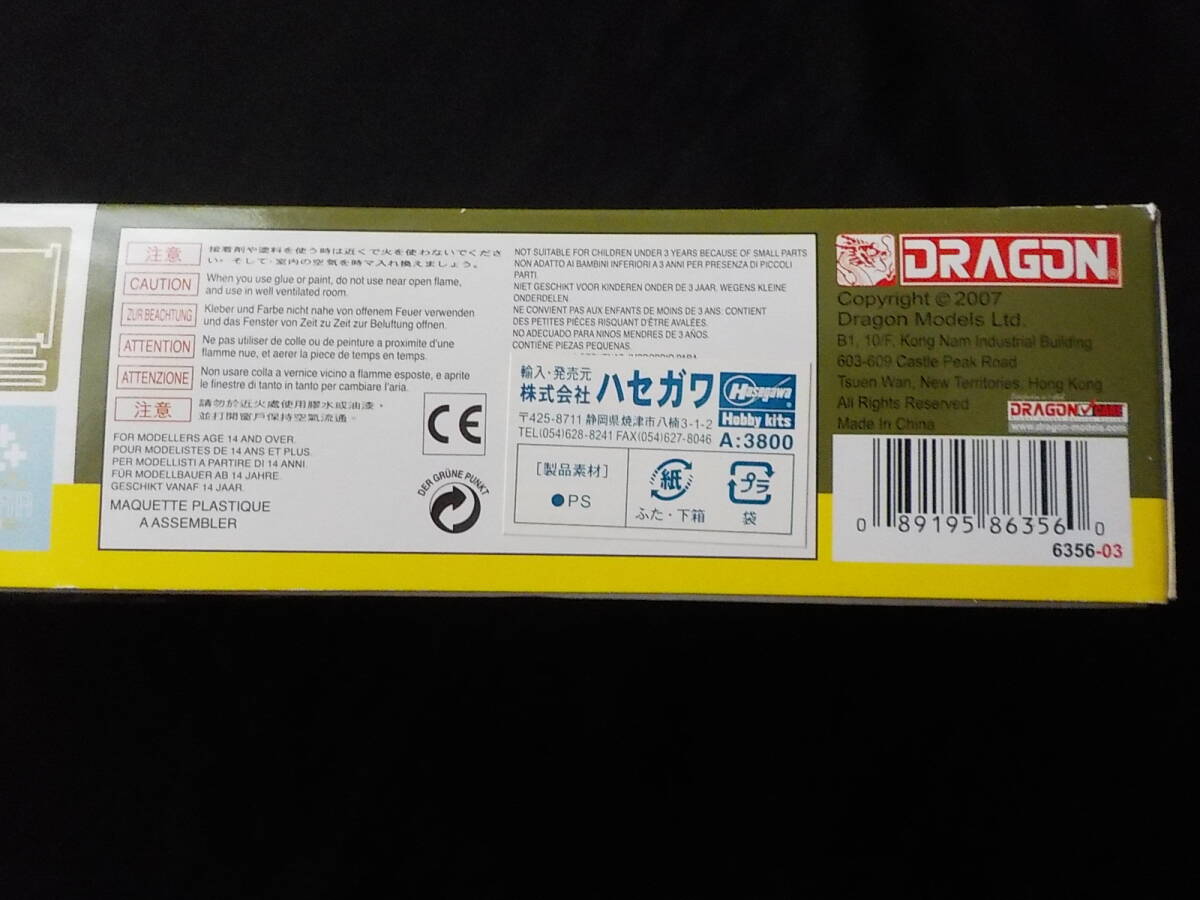 注意
接着剤や塗料を使う時は近くで火を使わないでくださ
い・そして・室内の空気を時マ入れ換えましょう。
CAUTION
When you use glue or paint, do not use near open flame,
and use in well ventilated room.
ZUR BEACHTUNG
Kleber und Farbe nicht nahe von offenem Feuer verwenden
und das Fenster von Zeit zu Zeit zur Beluftung offnen.
ATTENTION
Ne pas utiliser de colle ou de peinture a proximite d'une
flamme nue, et aerer la piece de temps en temps.
ATTENZIONE
Non usare colla a vernice vicino a flamme esposte, e aprite
le finestre di tanto in tanto per cambiare l'aria.
注意
請勿於近火處使用膠水或油漆，
並打開窗戶保持空氣流通。
FOR MODELLERS AGE 14 AND OVER.
POUR MODELISTES DE 14 ANS ET PLUS.
PER MODELLISTI A PARTIRE DI 14 ANNI.
FÜR MODELLBAUER AB 14 JAHRE.
GESCHIKT VANAF 14 JAAR.
MAQUETTE PLASTIQUE
A ASSEMBLER
CE
DER GRÜNE PUNKT
NOT SUITABLE FOR CHILDREN UNDER 3 YEARS BECAUSE OF SMALL PARTS
NON ADATTO AI BAMBINI INFERIORI A 3 ANNI PER PRESENZA DI PICCOLI
PARTI.
NIET GESCHIKT VOOR KINDEREN ONDER DE 3 JAAR, WEGENS KLEINE
ONDERDELEN.
NE CONVIENT PAS AUX ENFANTS DE MOINS DE 3 ANS. CONTIENT
DES PETITES PIÈCES RISQUANT D'ÊTRE AVALÉES.
NO ADECUADO PARA NINOS MENORES DE 3 AÑOS.
CONTIÉNE PIEZAS PEQUENAS.
輸入・発売元
株式会社 ハセガワ
Hasegawa
Hobby kits
〒425-8711 静岡県焼津市八楠3-1-2
TEL(054)628-8241 FAX(054)627-8046 A:3800
[製品素材]
●PS
紙
ふた・下箱
プラ
袋
DRAGON
Copyright © 2007
Dragon Models Ltd.
B1, 10/F, Kong Nam Industrial Building
603-609 Castle Peak Road
Tsuen Wan, New Territories, Hong Kong
All Rights Reserved
Made In China
DRAGON CARE
www.dragon-models.com
0 89195 86356 0
6356-03